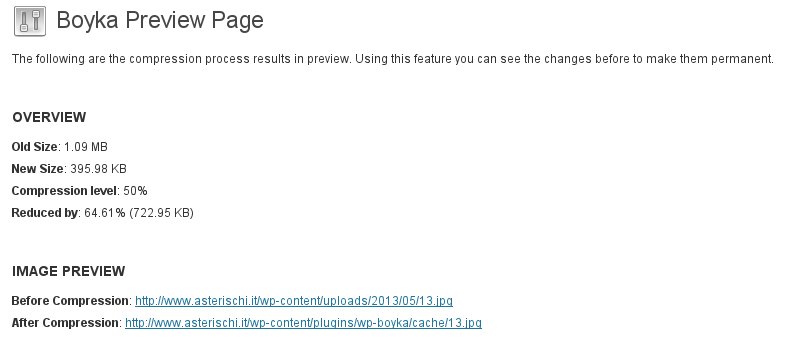 Boyka Preview Page
The following are the compression process results in preview. Using this feature you can see the changes before to make them permanent.
OVERVIEW
Old Size: 1.09 MB
New Size: 395.98 KB
Compression level: 50%
Reduced by: 64.61% (722.95 KB)
IMAGE PREVIEW
Before Compression: http://www.asterischi.it/wp-content/uploads/2013/05/13.jpg
After Compression: http://www.asterischi.it/wp-content/plugins/wp-boyka/cache/13.jpg